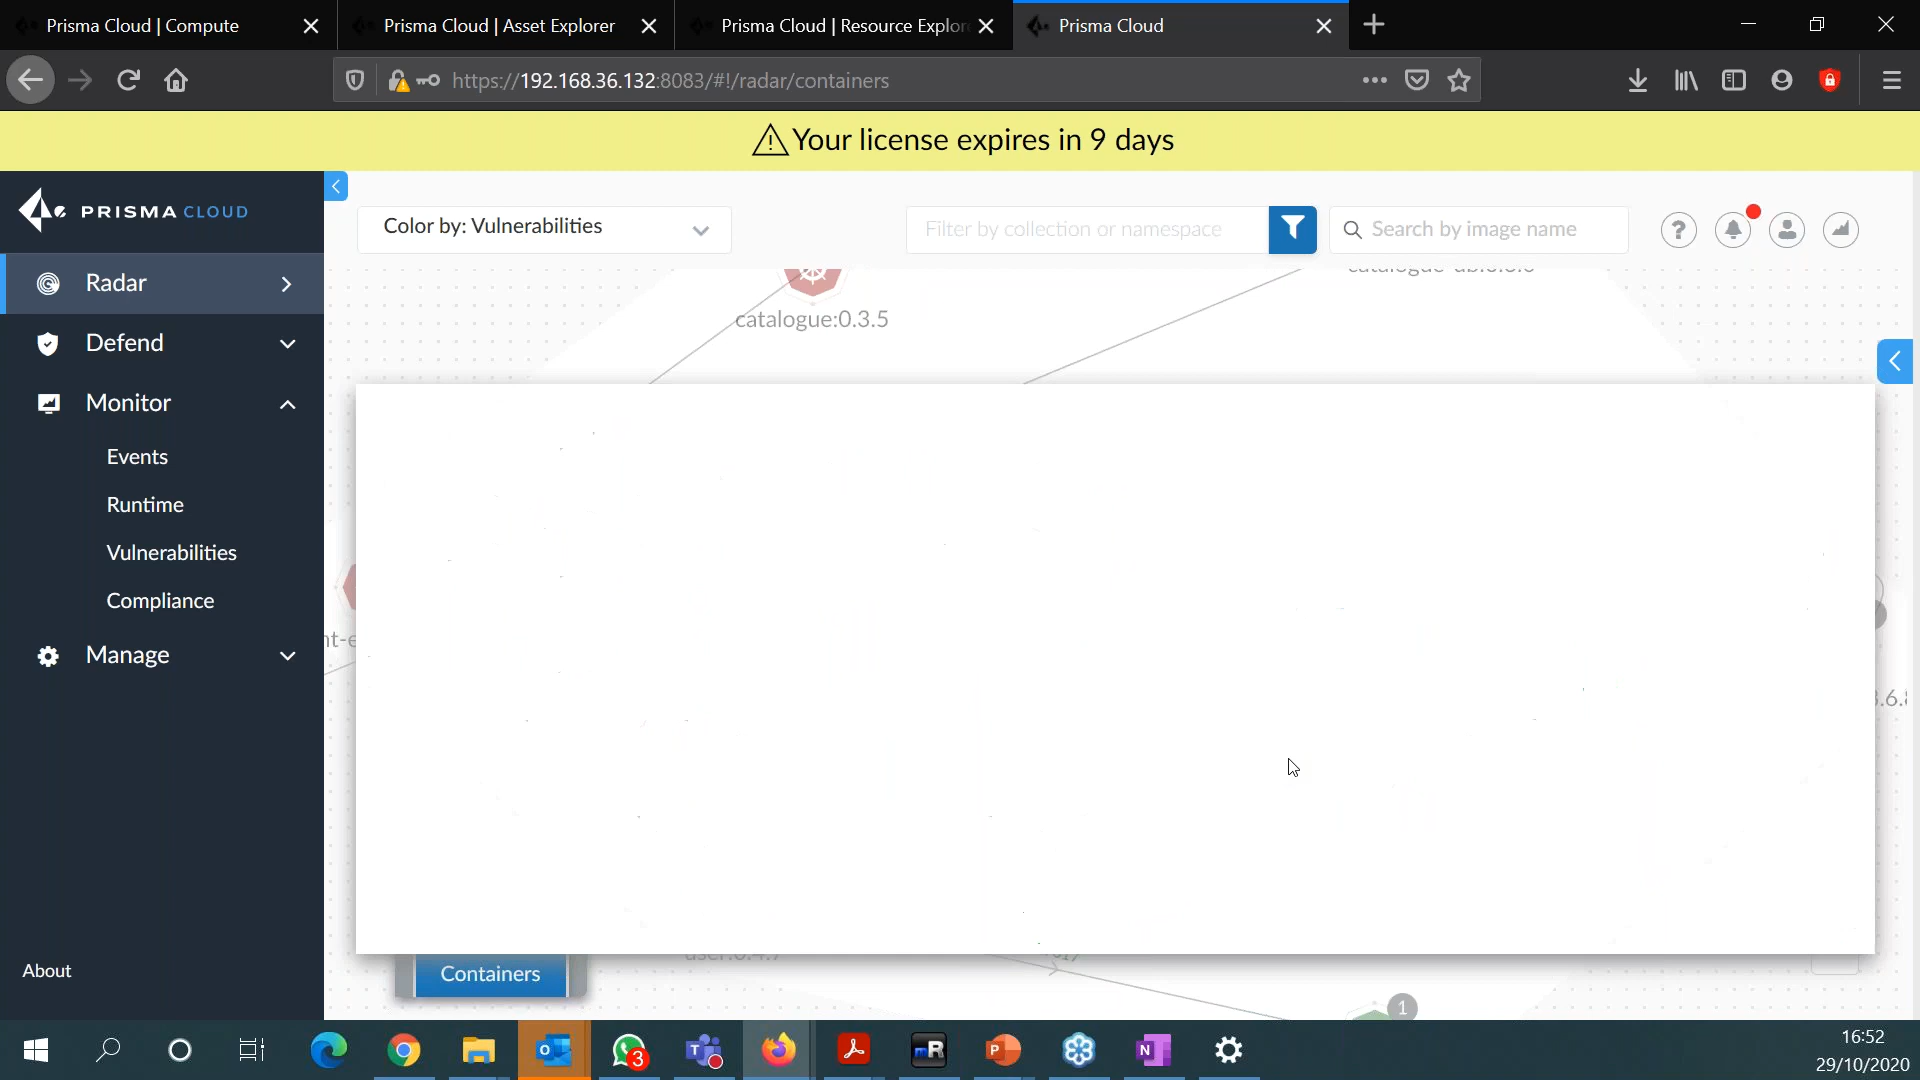 Prisma Cloud | Compute
Prisma Cloud | Asset Explorer
Prisma Cloud | Resource Explor
Prisma Cloud
https://192.168.36.132:8083/#!/radar/containers
Your license expires in 9 days
PRISMA CLOUD
Color by: Vulnerabilities
Filter by collection or namespace
Search by image name
Radar
catalogue:0.3.5
Defend
Monitor
Events
Runtime
Vulnerabilities
Compliance
Manage
About
Containers
1
3
16:52
29/10/2020